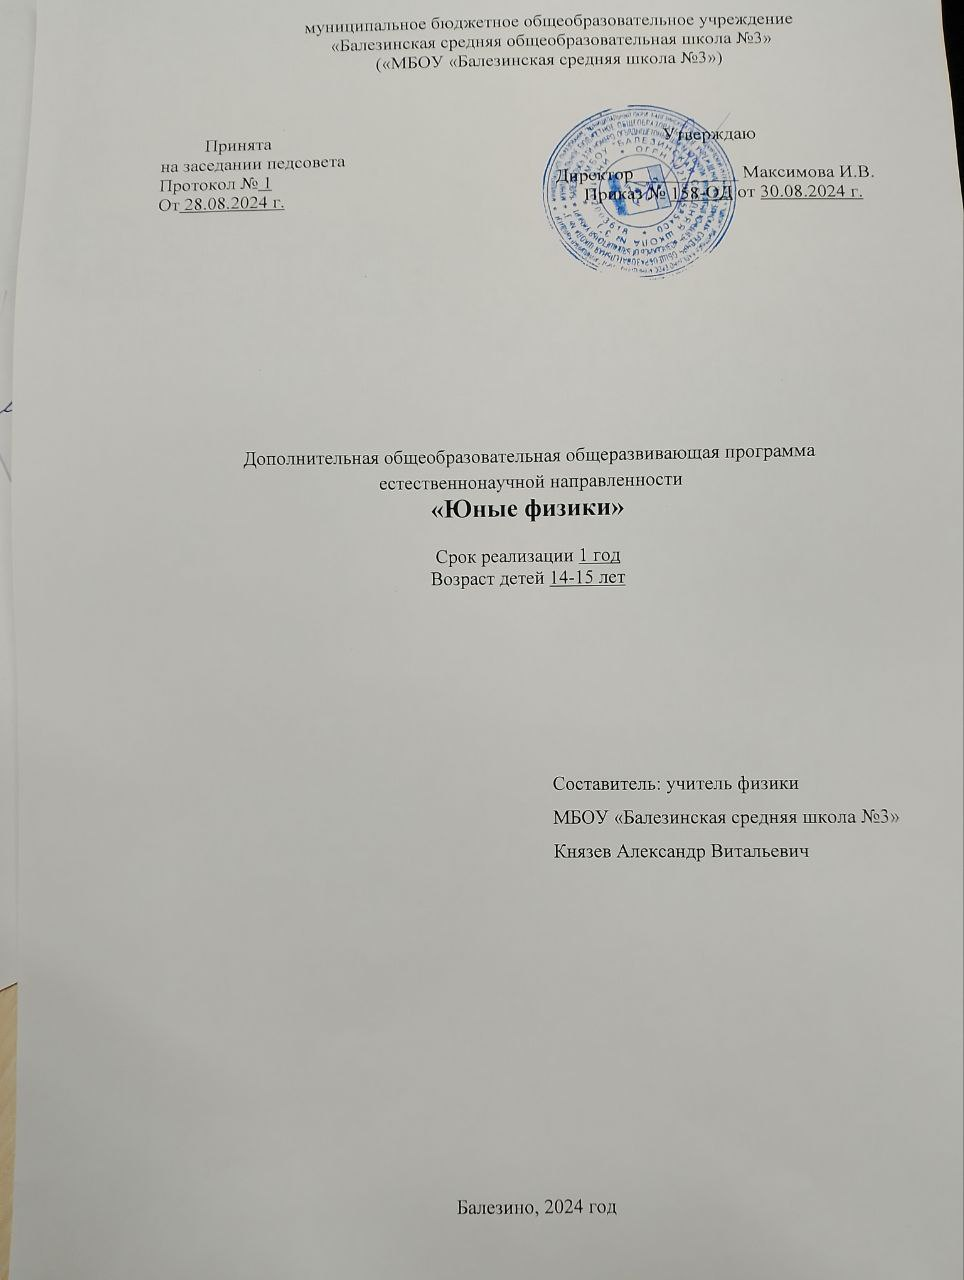 муниципальное бюджетное общеобразовательное учреждение
«Балезинская средняя общеобразовательная школа №3»
(«МБОУ «Балезинская средняя школа №3»)
Принята
на заседании педсовета
Протокол № 1
От 28.08.2024 г.
Утверждаю
Директор Максимова И.В.
Приказ № 158-ОД от 30.08.2024 г.
Дополнительная общеобразовательная общеразвивающая программа
естественнонаучной направленности
«Юные физики»
Срок реализации 1 год
Возраст детей 14-15 лет
Составитель: учитель физики
МБОУ «Балезинская средняя школа №3»
Князев Александр Витальевич
Балезино, 2024 год